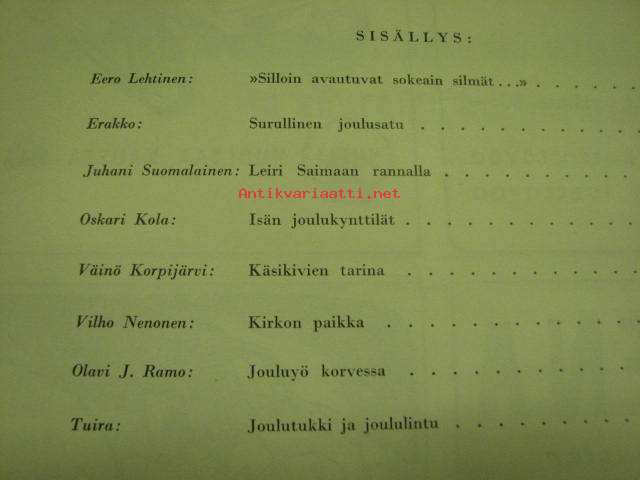 SISÄLLYS:
Eero Lehtinen: »Silloin avautuvat sokeain silmät...» . . . . .
Erakko: Surullinen joulusatu . . . . . . . . . .
Juhani Suomalainen: Leiri Saimaan rannalla . . . . . . . . .
Antikvariaatti.net
Oskari Kola: Isän joulukynttilät . . . . . . . . . . .
Väinö Korpijärvi: Käsikivien tarina . . . . . . . . . . .
Vilho Nenonen: Kirkon paikka . . . . . . . . . . . .
Olavi J. Ramo: Jouluyö korvessa . . . . . . . . . . .
Tuira: Joulutukki ja joululintu . . . . . . . . .